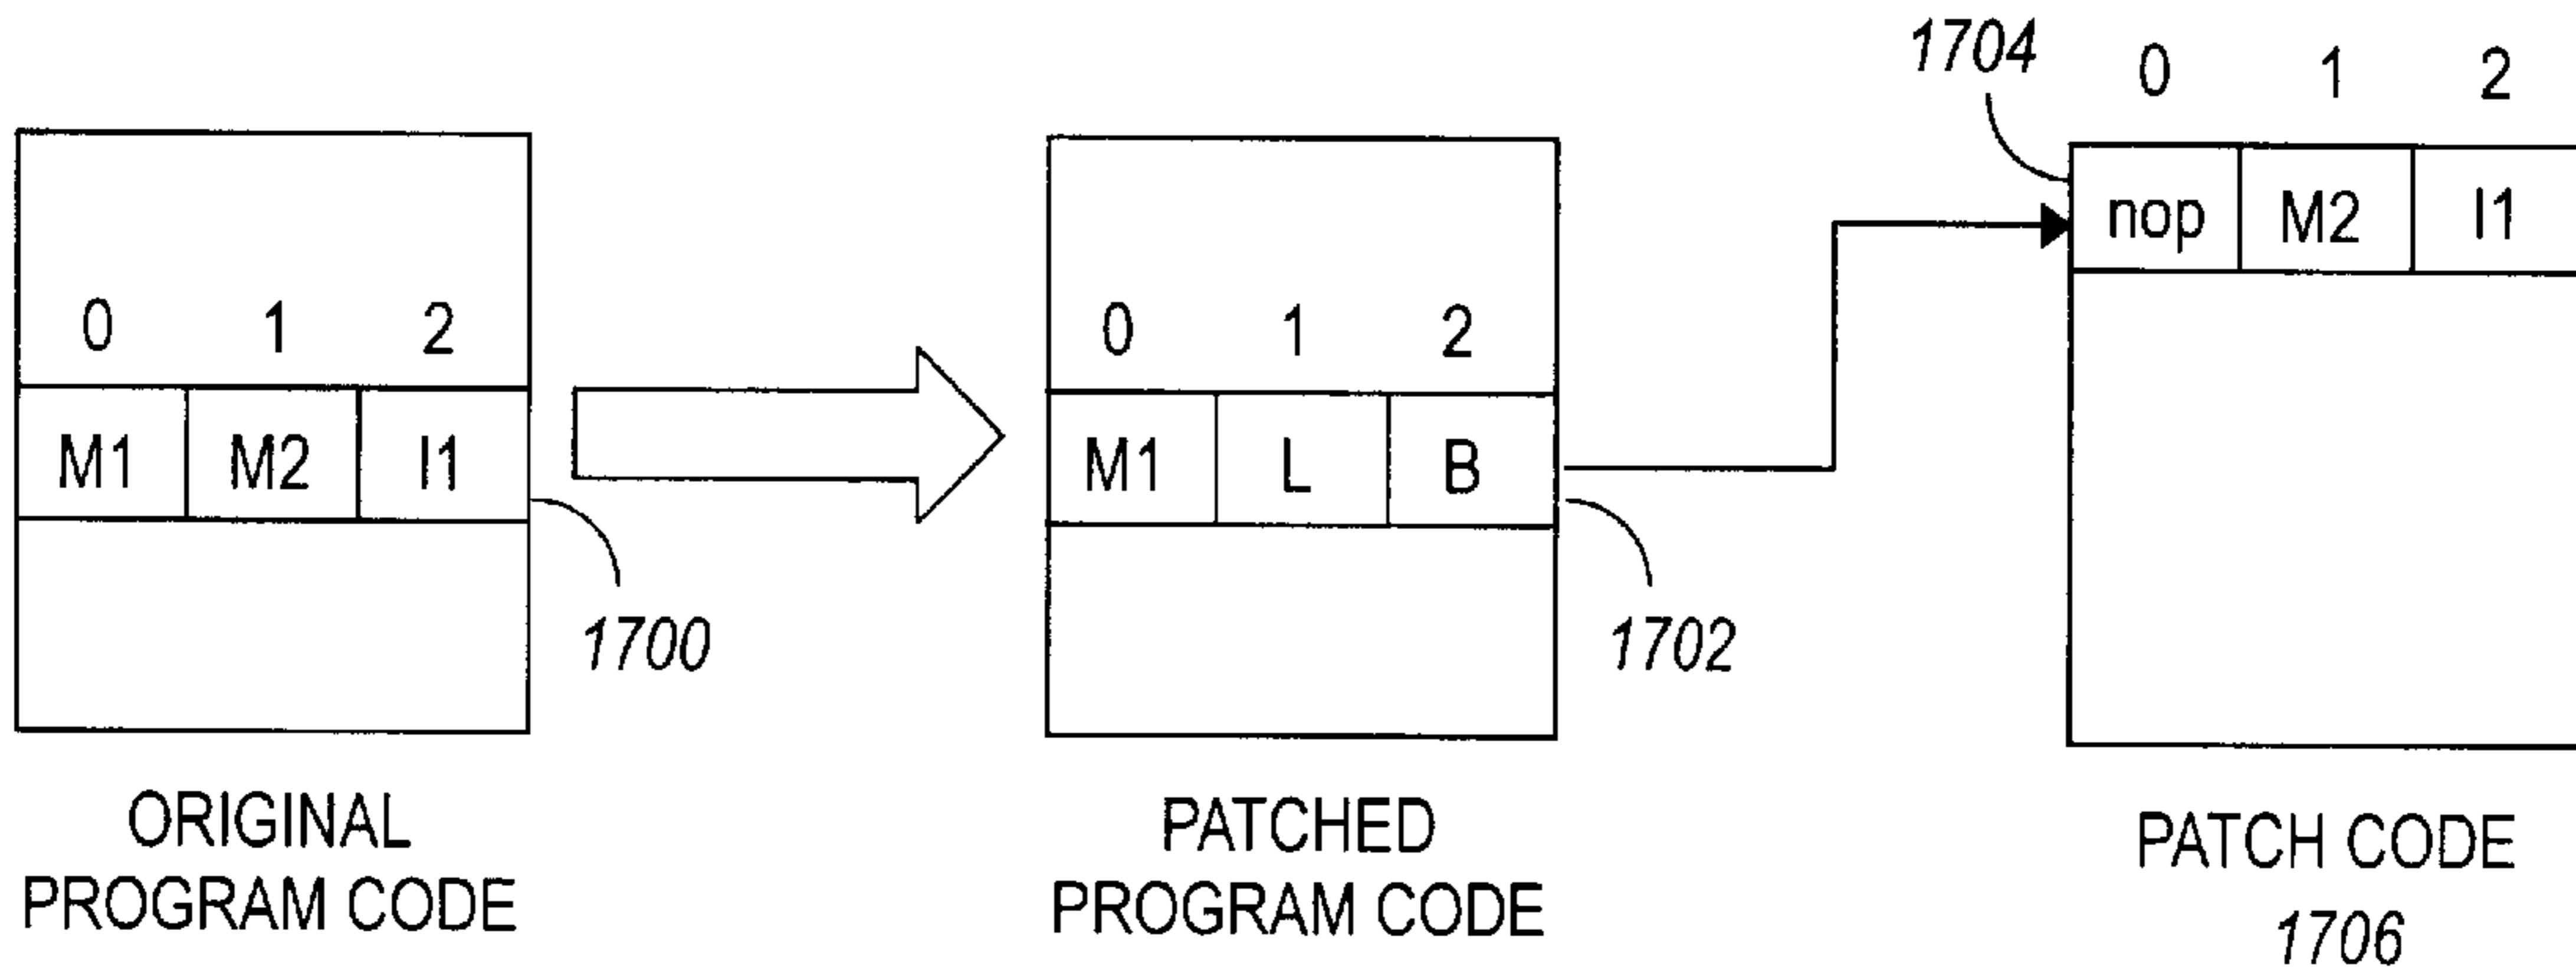 1704
0 1 2
nop M2 I1
0 1 2
M1 M2 I1
1700
0 1 2
M1 L B
1702
ORIGINAL
PROGRAM CODE
PATCHED
PROGRAM CODE
PATCH CODE
1706